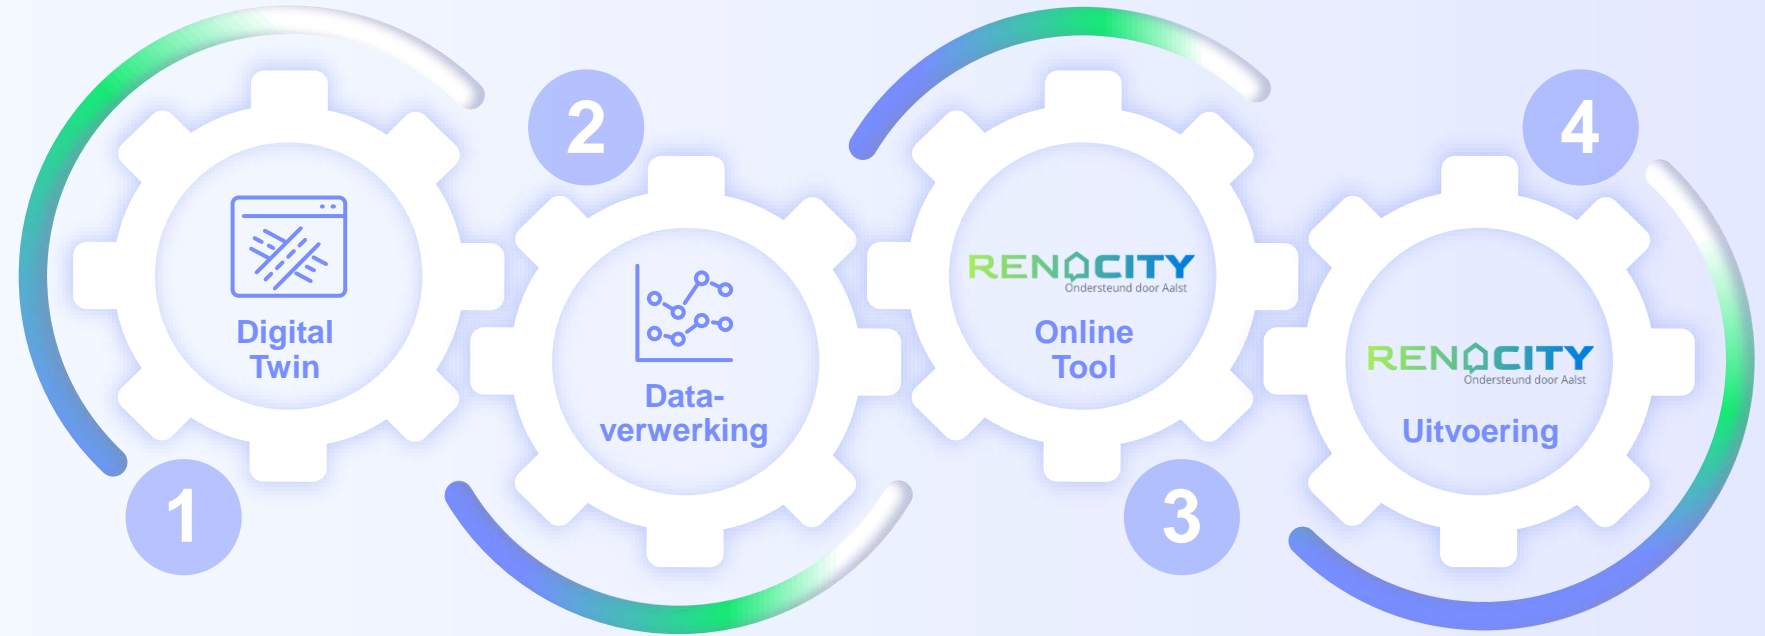 1
Digital
Twin
2
Data-
verwerking
RENOCITY
Ondersteund door Aalst
Online
Tool
3
4
RENOCITY
Ondersteund door Aalst
Uitvoering